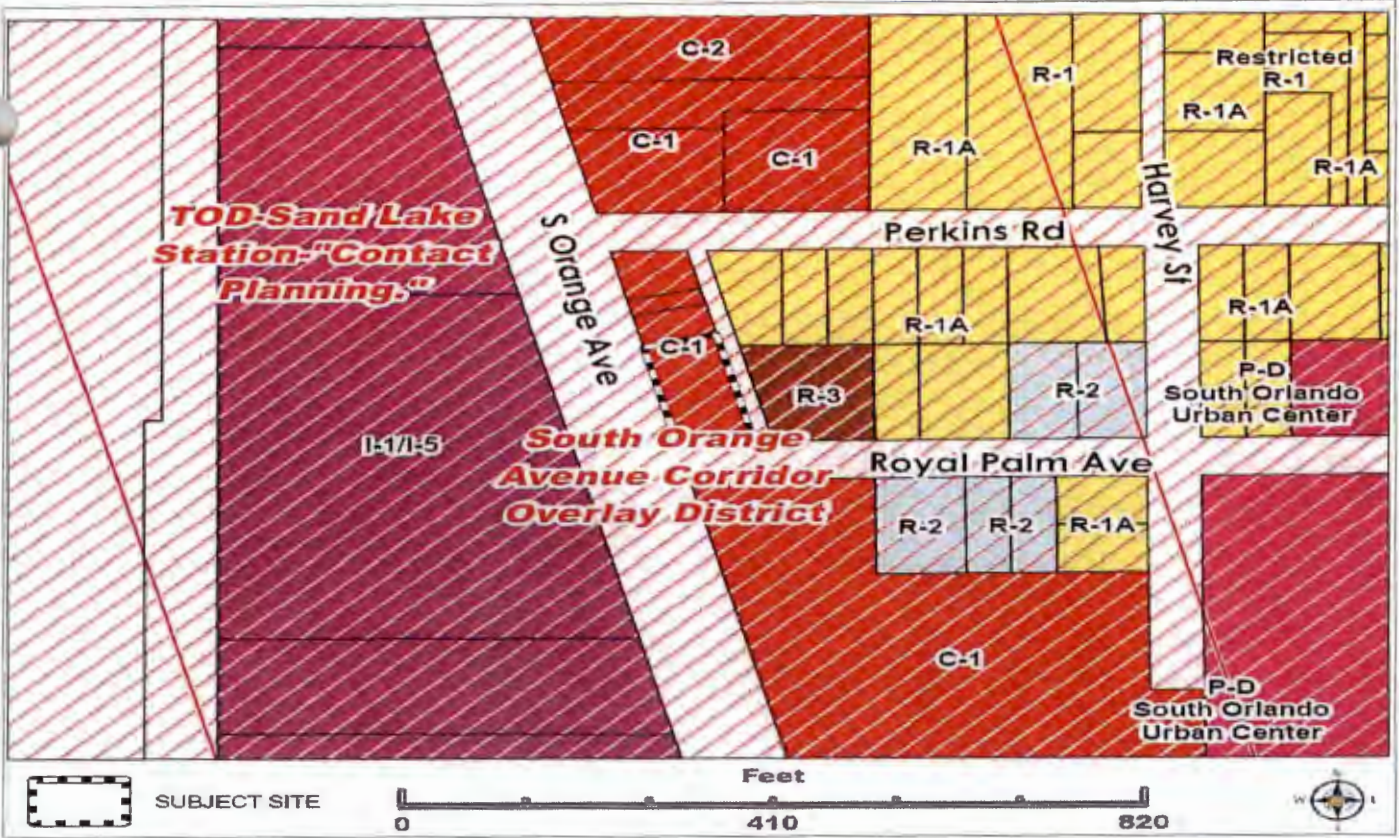 C-2
R-1
Restricted
R-1
R-1A
C-1
C-1
R-1A
R-1A
Harvey St
TOD-Sand Lake
Station-"Contact
Planning."
S Orange Ave
Perkins Rd
R-1A
R-1A
C-1
R-3
R-2
P-D
South Orlando
Urban Center
I-1/I-5
South Orange
Avenue Corridor
Overlay District
Royal Palm Ave
R-2
R-2
R-1A
C-1
P-D
South Orlando
Urban Center
SUBJECT SITE
Feet
0
410
820
W